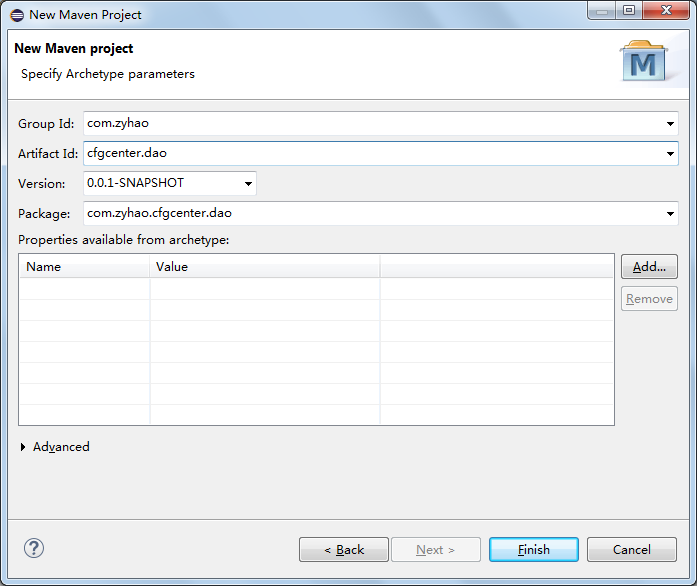 New Maven Project
New Maven project
Specify Archetype parameters
M
Group Id: com.zyhao
Artifact Id: cfgcenter.dao
Version: 0.0.1-SNAPSHOT
Package: com.zyhao.cfgcenter.dao
Properties available from archetype:
Name Value
Add...
Remove
Advanced
? < Back Next > Finish Cancel